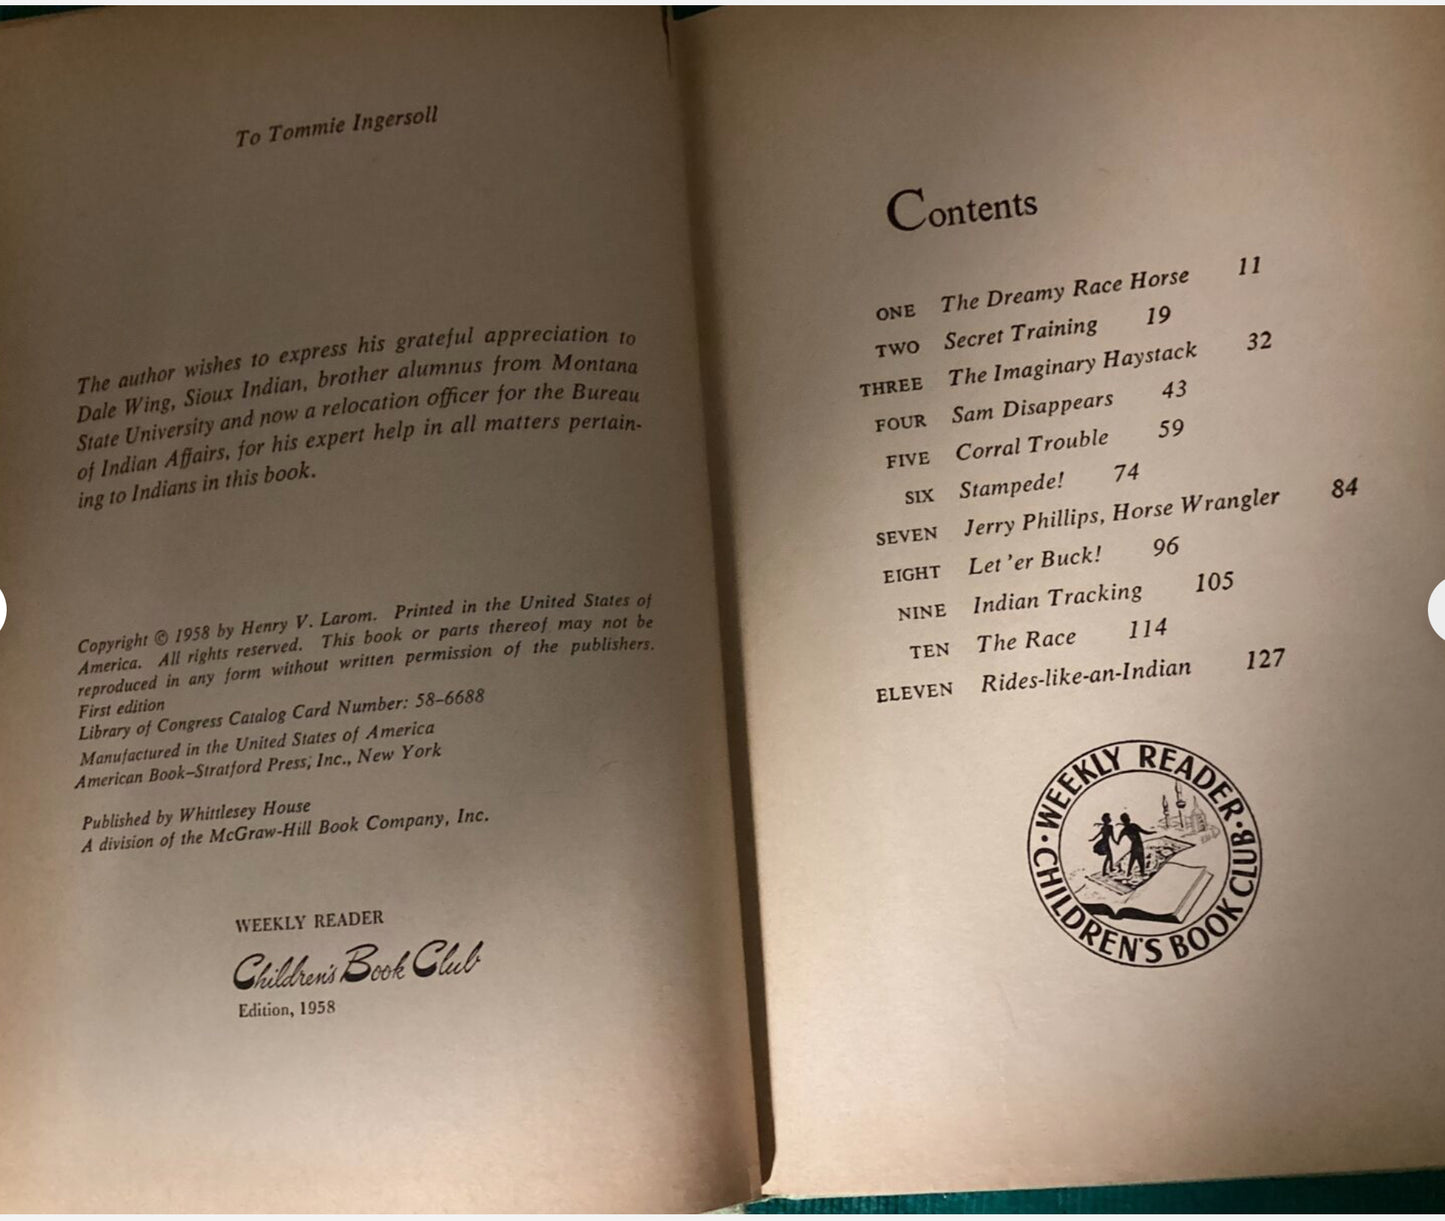 To Tommie Ingersoll
The author wishes to express his grateful appreciation to
Dale Wing, Sioux Indian, brother alumnus from Montana
State University and now a relocation officer for the Bureau
of Indian Affairs, for his expert help in all matters pertain-
ing to Indians in this book.
Copyright © 1958 by Henry V. Larom. Printed in the United States of
America. All rights reserved. This book or parts thereof may not be
reproduced in any form without written permission of the publishers.
First edition
Library of Congress Catalog Card Number: 58–6688
Manufactured in the United States of America
American Book–Stratford Press, Inc., New York
Published by Whittlesey House
A division of the McGraw-Hill Book Company, Inc.
WEEKLY READER
Children's Book Club
Edition, 1958
Contents
ONE The Dreamy Race Horse 11
TWO Secret Training 19
THREE The Imaginary Haystack 32
FOUR Sam Disappears 43
FIVE Corral Trouble 59
SIX Stampede! 74
SEVEN Jerry Phillips, Horse Wrangler 84
EIGHT Let 'er Buck! 96
NINE Indian Tracking 105
TEN The Race 114
ELEVEN Rides-like-an-Indian 127
WEEKLY READER · CHILDREN'S BOOK CLUB ·